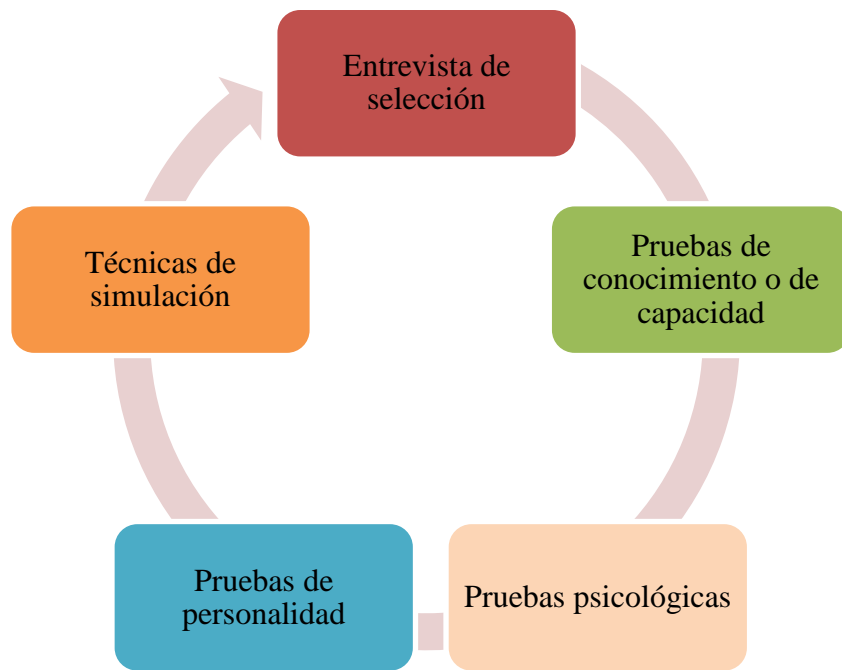 Entrevista de
selección
Pruebas de
conocimiento o de
capacidad
Pruebas psicológicas
Pruebas de
personalidad
Técnicas de
simulación